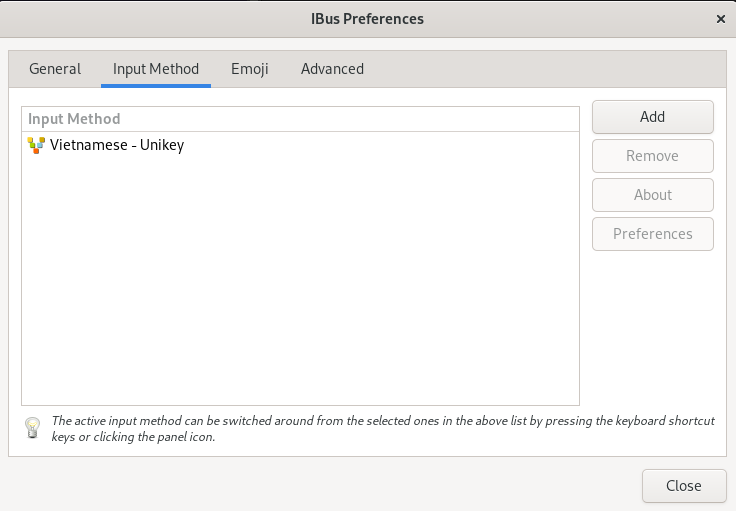 IBus Preferences
×
General
Input Method
Emoji
Advanced
Input Method
Vietnamese - Unikey
Add
Remove
About
Preferences
The active input method can be switched around from the selected ones in the above list by pressing the keyboard shortcut
keys or clicking the panel icon.
Close